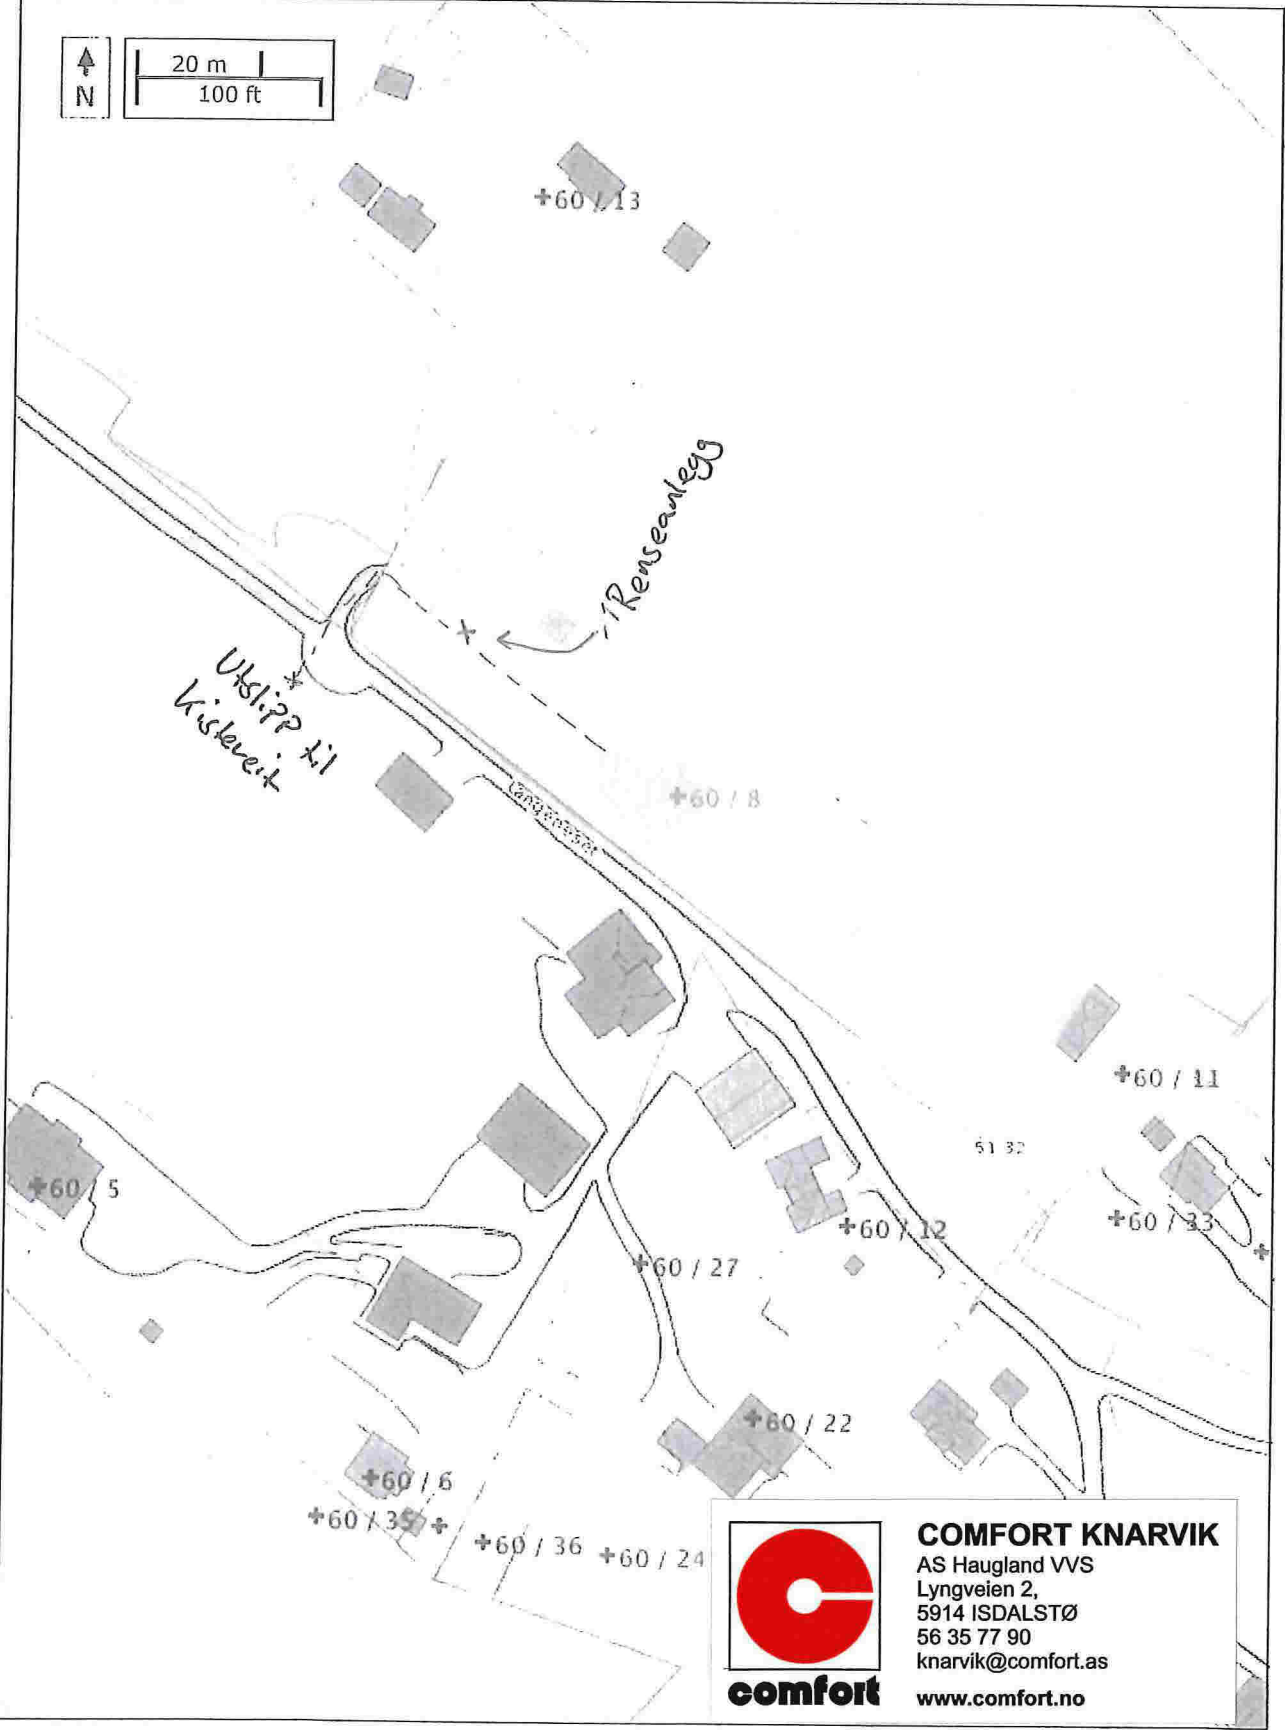 N
20 m
100 ft
+60 / 13
Renseanlegg
Utslipp til
Kistereit
+60 / 8
+60 / 11
51 32
+60 / 5
+60 / 33
+60 / 12
+60 / 27
+60 / 22
+60 / 6
+60 / 35
+60 / 36
+60 / 24
comfort
COMFORT KNARVIK
AS Haugland VVS
Lyngveien 2,
5914 ISDALSTØ
56 35 77 90
knarvik@comfort.as
www.comfort.no